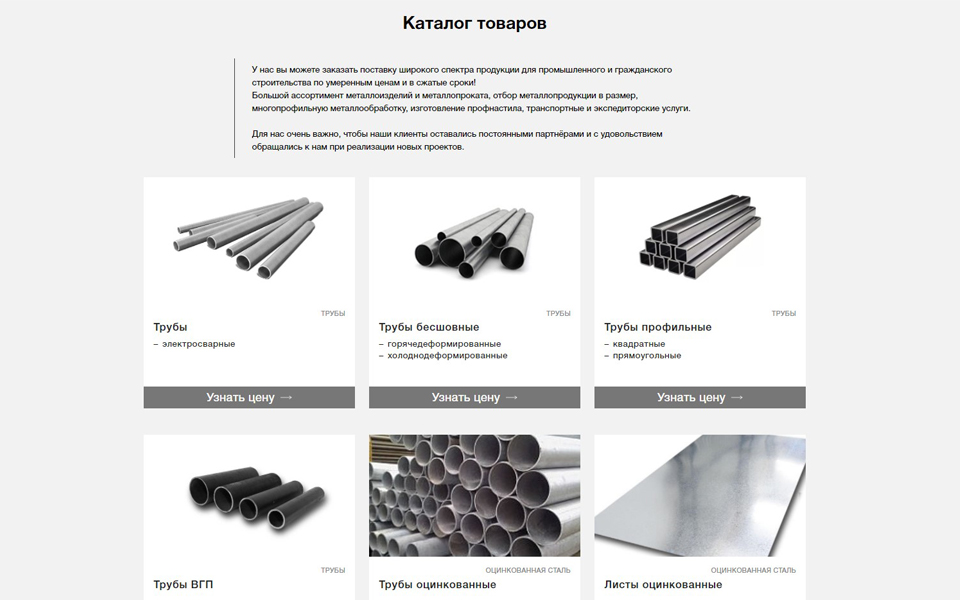 Каталог товаров
У нас вы можете заказать поставку широкого спектра продукции для промышленного и гражданского
строительства по умеренным ценам и в сжатые сроки!
Большой ассортимент металлоизделий и металлопроката, отбор металлопродукции в размер,
многопрофильную металлообработку, изготовление профнастила, транспортные и экспедиторские услуги.
Для нас очень важно, чтобы наши клиенты оставались постоянными партнёрами и с удовольствием
обращались к нам при реализации новых проектов.
ТРУБЫ
Трубы
– электросварные
Узнать цену →
ТРУБЫ
Трубы бесшовные
– горячедеформированные
– холоднодеформированные
Узнать цену →
ТРУБЫ
Трубы профильные
– квадратные
– прямоугольные
Узнать цену →
ТРУБЫ
Трубы ВГП
ОЦИНКОВАННАЯ СТАЛЬ
Трубы оцинкованные
ОЦИНКОВАННАЯ СТАЛЬ
Листы оцинкованные